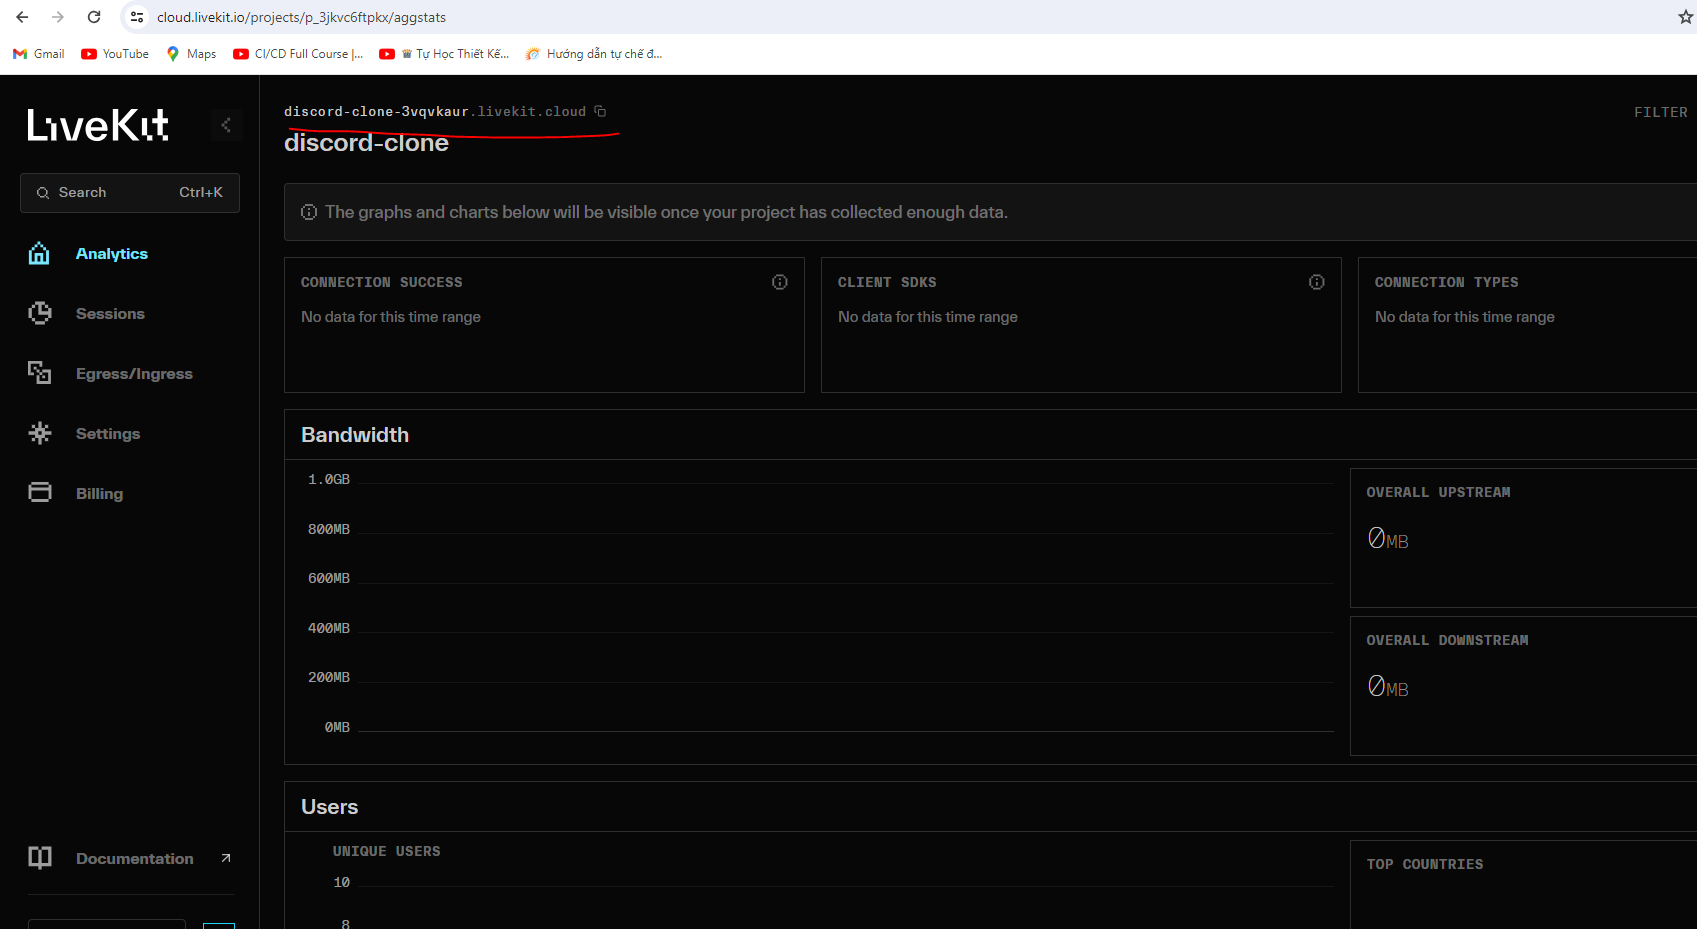 cloud.livekit.io/projects/p_3jkvc6ftpkx/aggstats
Gmail YouTube Maps CI/CD Full Course |... ♛ Tự Học Thiết Kế... Hướng dẫn tự chế đ...
LiveKit
Search Ctrl+K
Analytics
Sessions
Egress/Ingress
Settings
Billing
Documentation
discord-clone-3vqvkaur.livekit.cloud
FILTER
discord-clone
The graphs and charts below will be visible once your project has collected enough data.
CONNECTION SUCCESS
No data for this time range
CLIENT SDKS
No data for this time range
CONNECTION TYPES
No data for this time range
Bandwidth
1.0GB
800MB
600MB
400MB
200MB
0MB
OVERALL UPSTREAM
0MB
OVERALL DOWNSTREAM
0MB
Users
UNIQUE USERS
10
8
TOP COUNTRIES